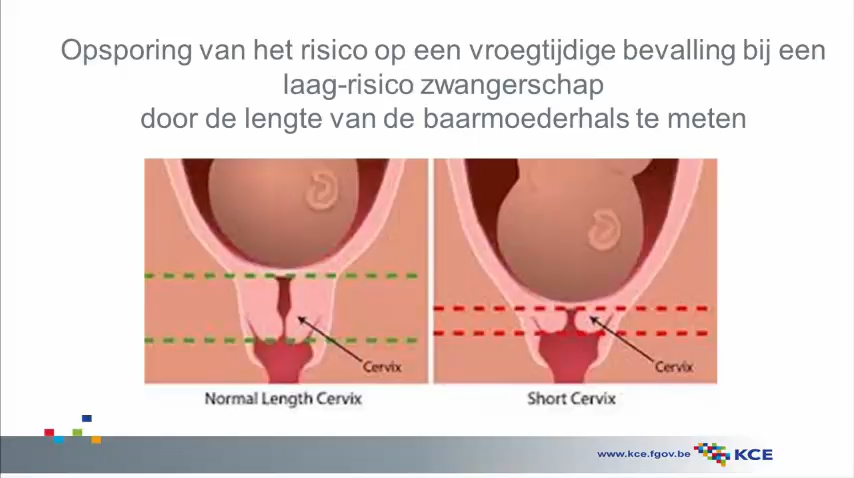 Opsporing van het risico op een vroegtijdige bevalling bij een
laag-risico zwangerschap
door de lengte van de baarmoederhals te meten
Cervix
Cervix
Normal Length Cervix
Short Cervix
www.kce.fgov.be
KCE